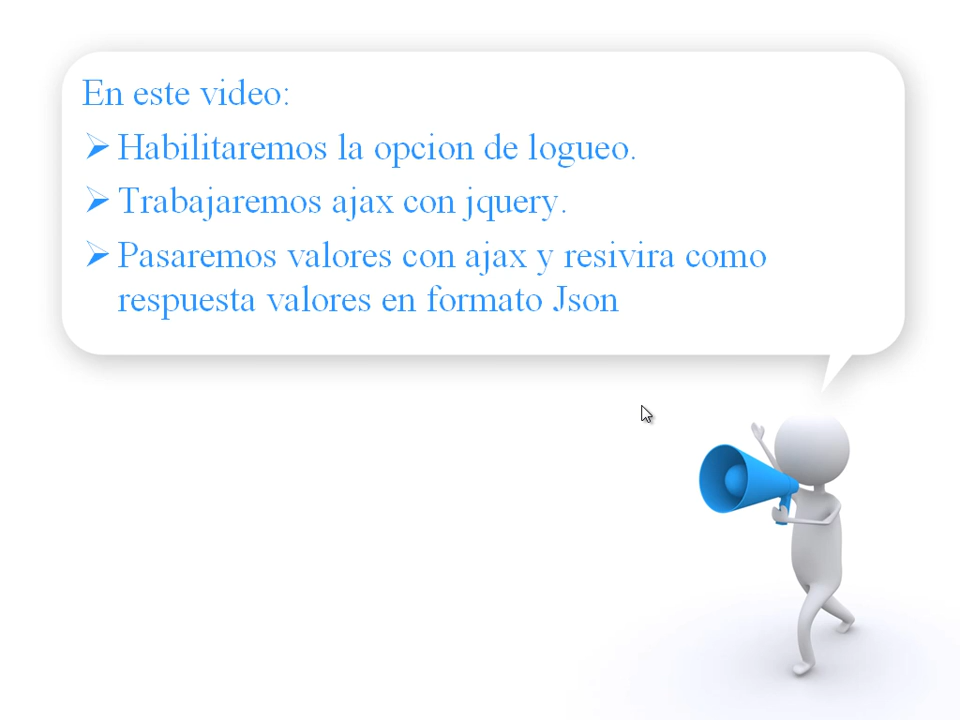 En este video:
Habilitaremos la opcion de logueo.
Trabajaremos ajax con jquery.
Pasaremos valores con ajax y resivira como
respuesta valores en formato Json